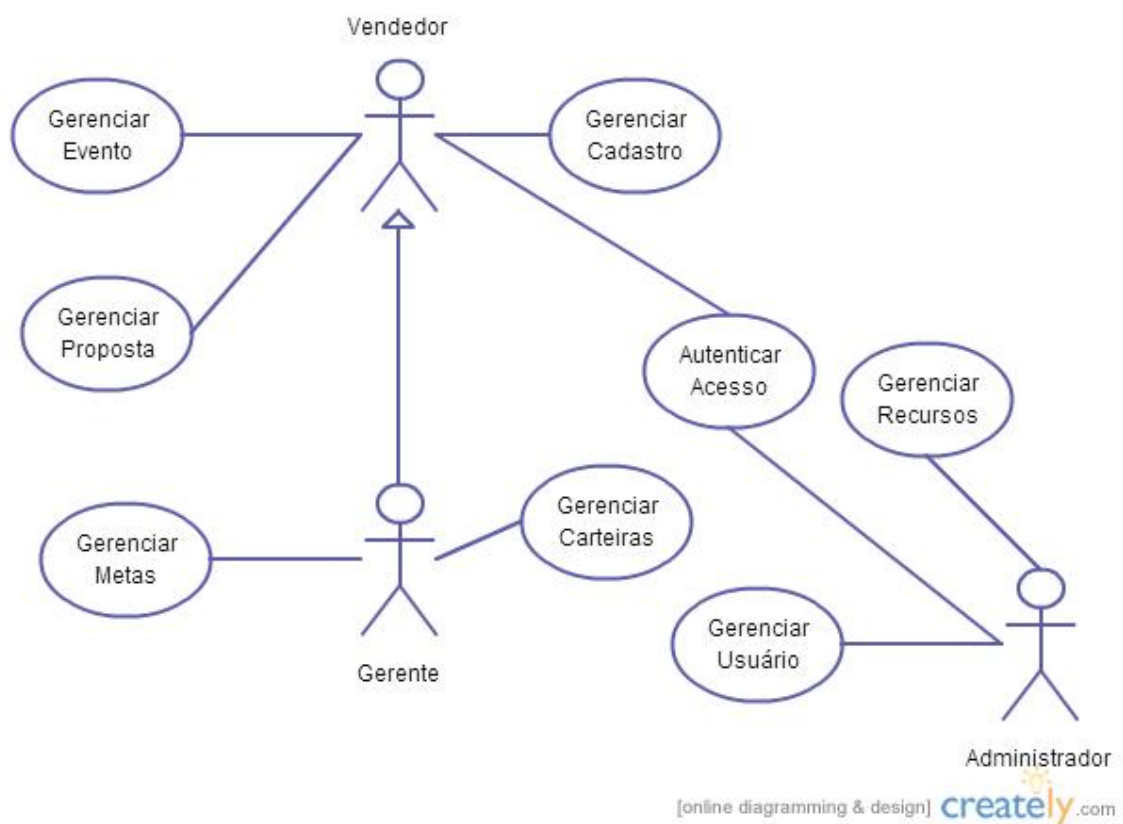 Vendedor
Gerenciar
Evento
Gerenciar
Cadastro
Gerenciar
Proposta
Autenticar
Acesso
Gerenciar
Recursos
Gerenciar
Metas
Gerenciar
Carteiras
Gerente
Gerenciar
Usuário
Administrador
[online diagramming & design] creately.com